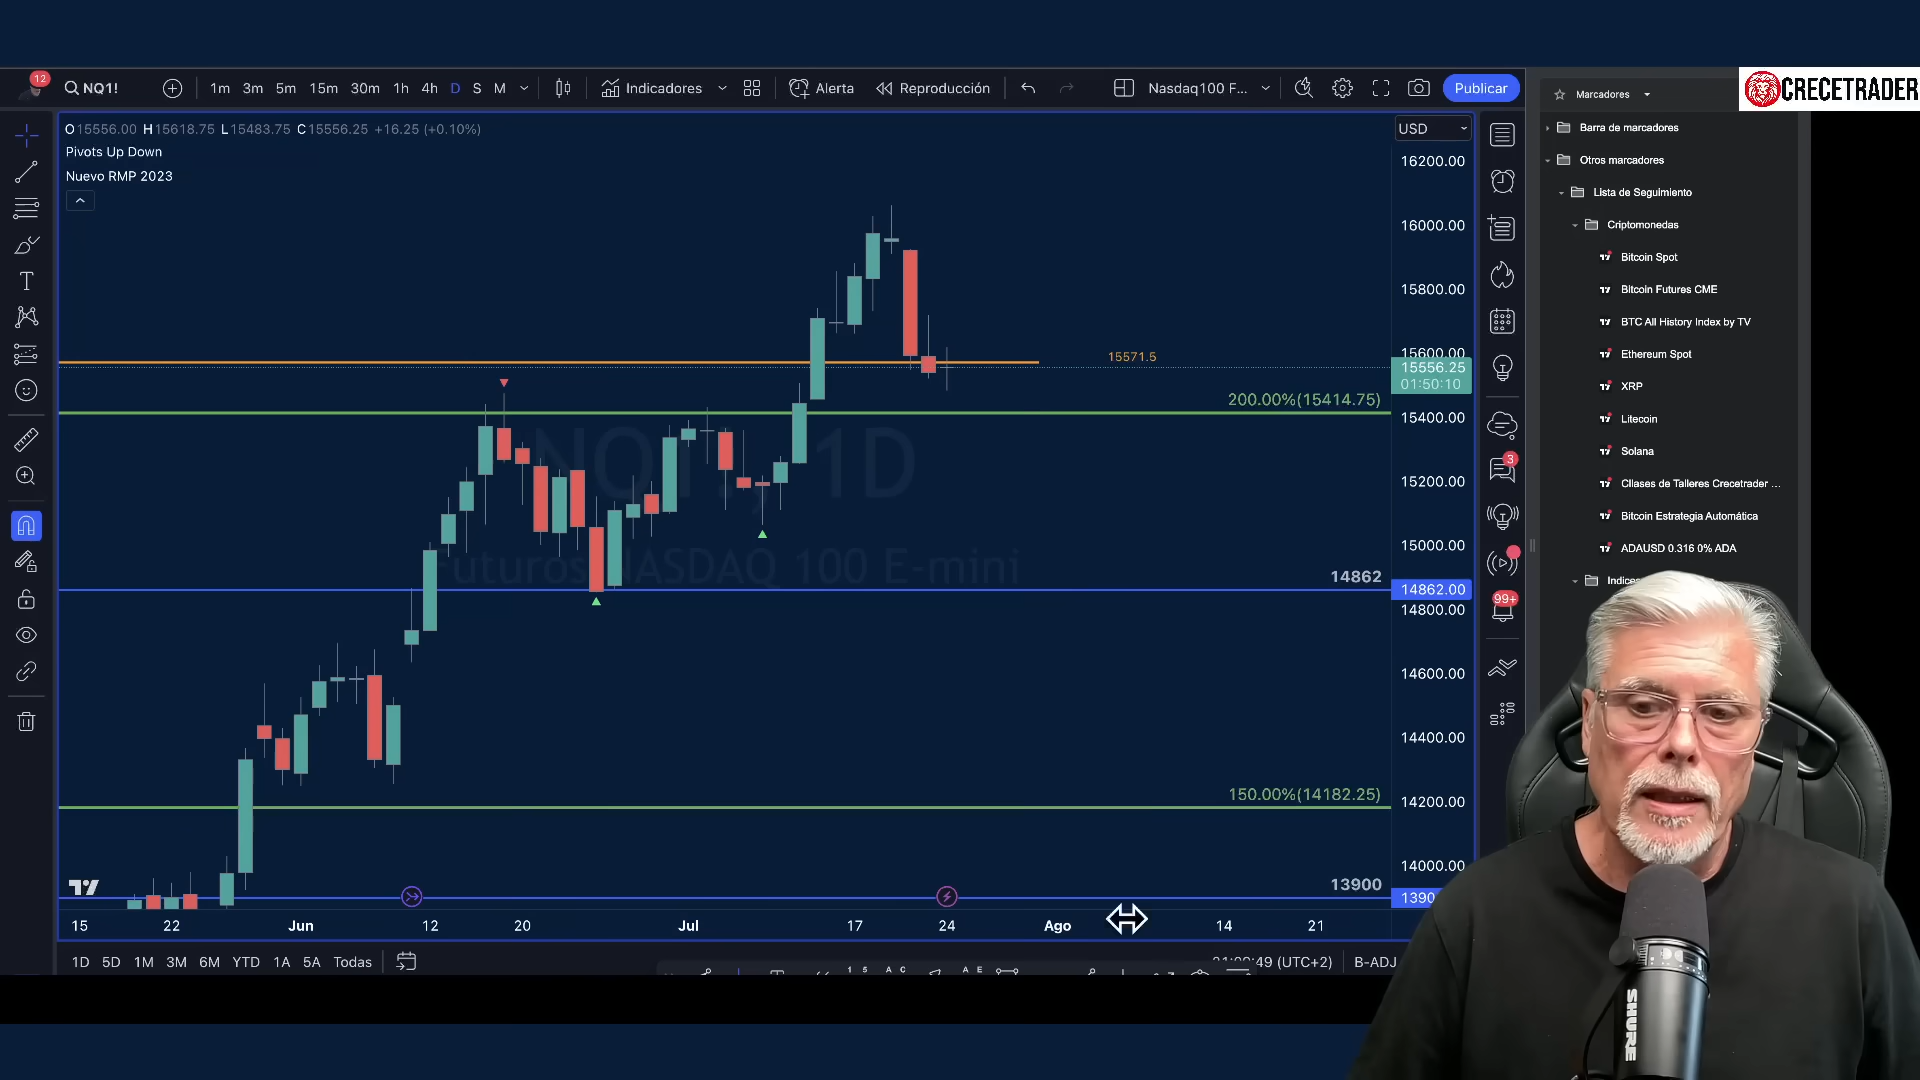 12
NQ1!
1m 3m 5m 15m 30m 1h 4h D S M
Indicadores
Alerta
Reproducción
Nasdaq100 F...
Publicar
Marcadores
CRECETRADER
O15556.00 H15618.75 L15483.75 C15556.25 +16.25 (+0.10%)
Pivots Up Down
Nuevo RMP 2023
USD
16200.00
16000.00
15800.00
15600.00
15571.5
15556.25
01:50:10
200.00%(15414.75)
15400.00
15200.00
15000.00
NQ1!, 1D
Futuros NASDAQ 100 E-mini
14862
14862.00
14800.00
14600.00
14400.00
150.00%(14182.25)
14200.00
14000.00
13900
1390
15 22 Jun 12 20 Jul 17 24 Ago 14 21
1D 5D 1M 3M 6M YTD 1A 5A Todas
49 (UTC+2)
B-ADJ
3
99+
Barra de marcadores
Otros marcadores
Lista de Seguimiento
Criptomonedas
Bitcoin Spot
Bitcoin Futures CME
BTC All History Index by TV
Ethereum Spot
XRP
Litecoin
Solana
Cllases de Talleres Crecetrader ...
Bitcoin Estrategia Automática
ADAUSD 0.316 0% ADA
Indices
SHURE